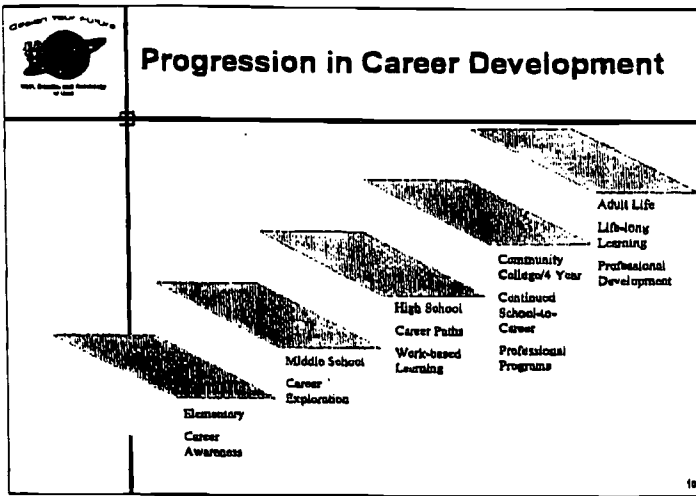 Progression in Career Development
Adult Life
Life-long
Learning
Professional
Development
Community
College/4 Year
Continued
School-to-
Career
Professional
Programs
High School
Career Paths
Work-based
Learning
Middle School
Career
Exploration
Elementary
Career
Awareness